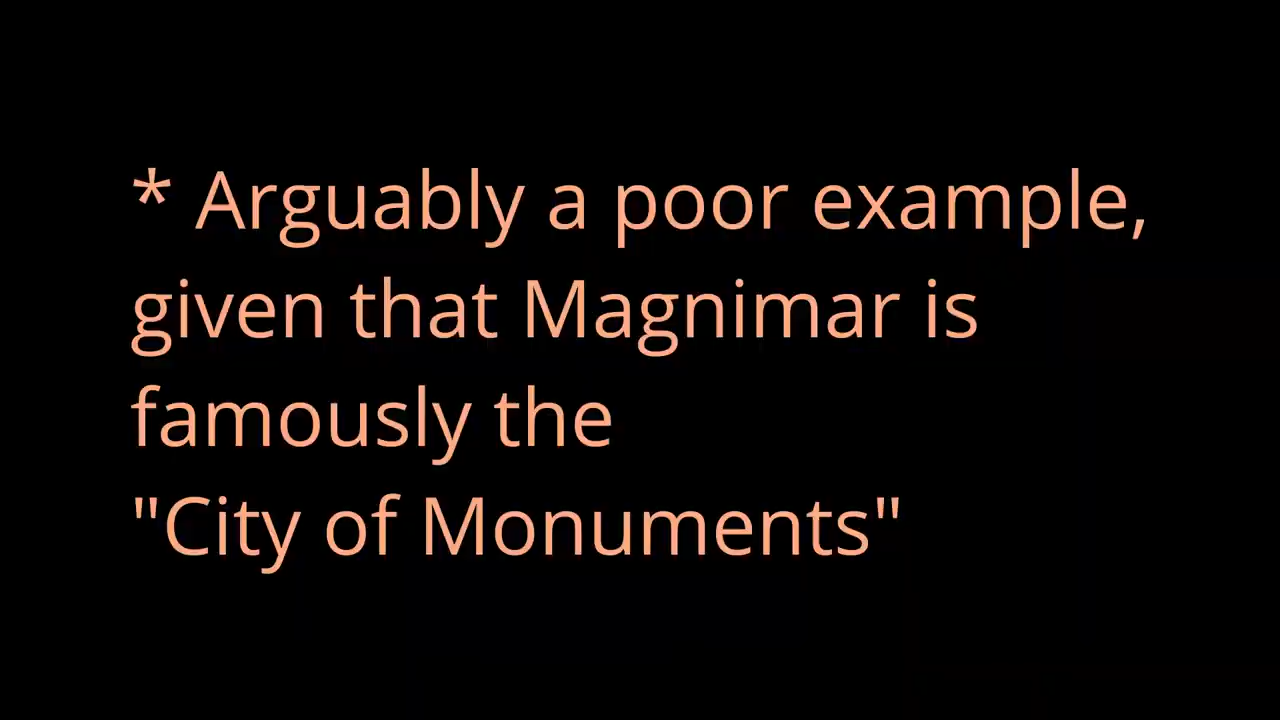 * Arguably a poor example,
given that Magnimar is
famously the
"City of Monuments"